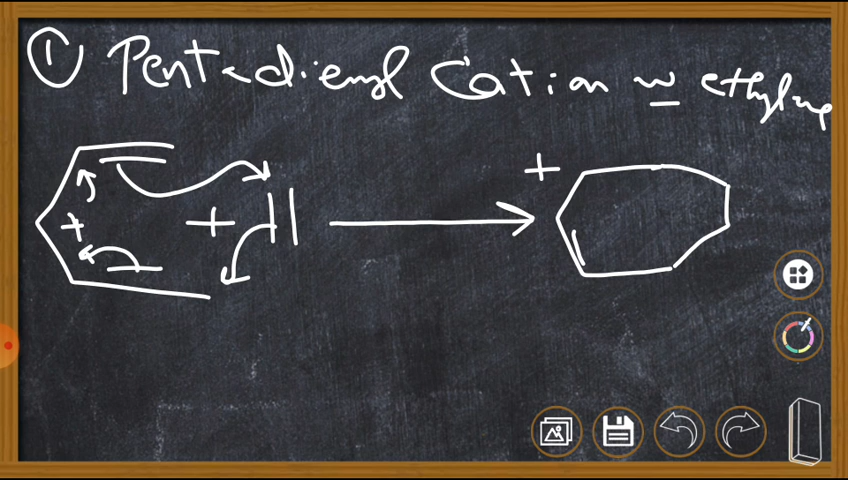 ① Pentadienyl Cation w ethylene
+ + +